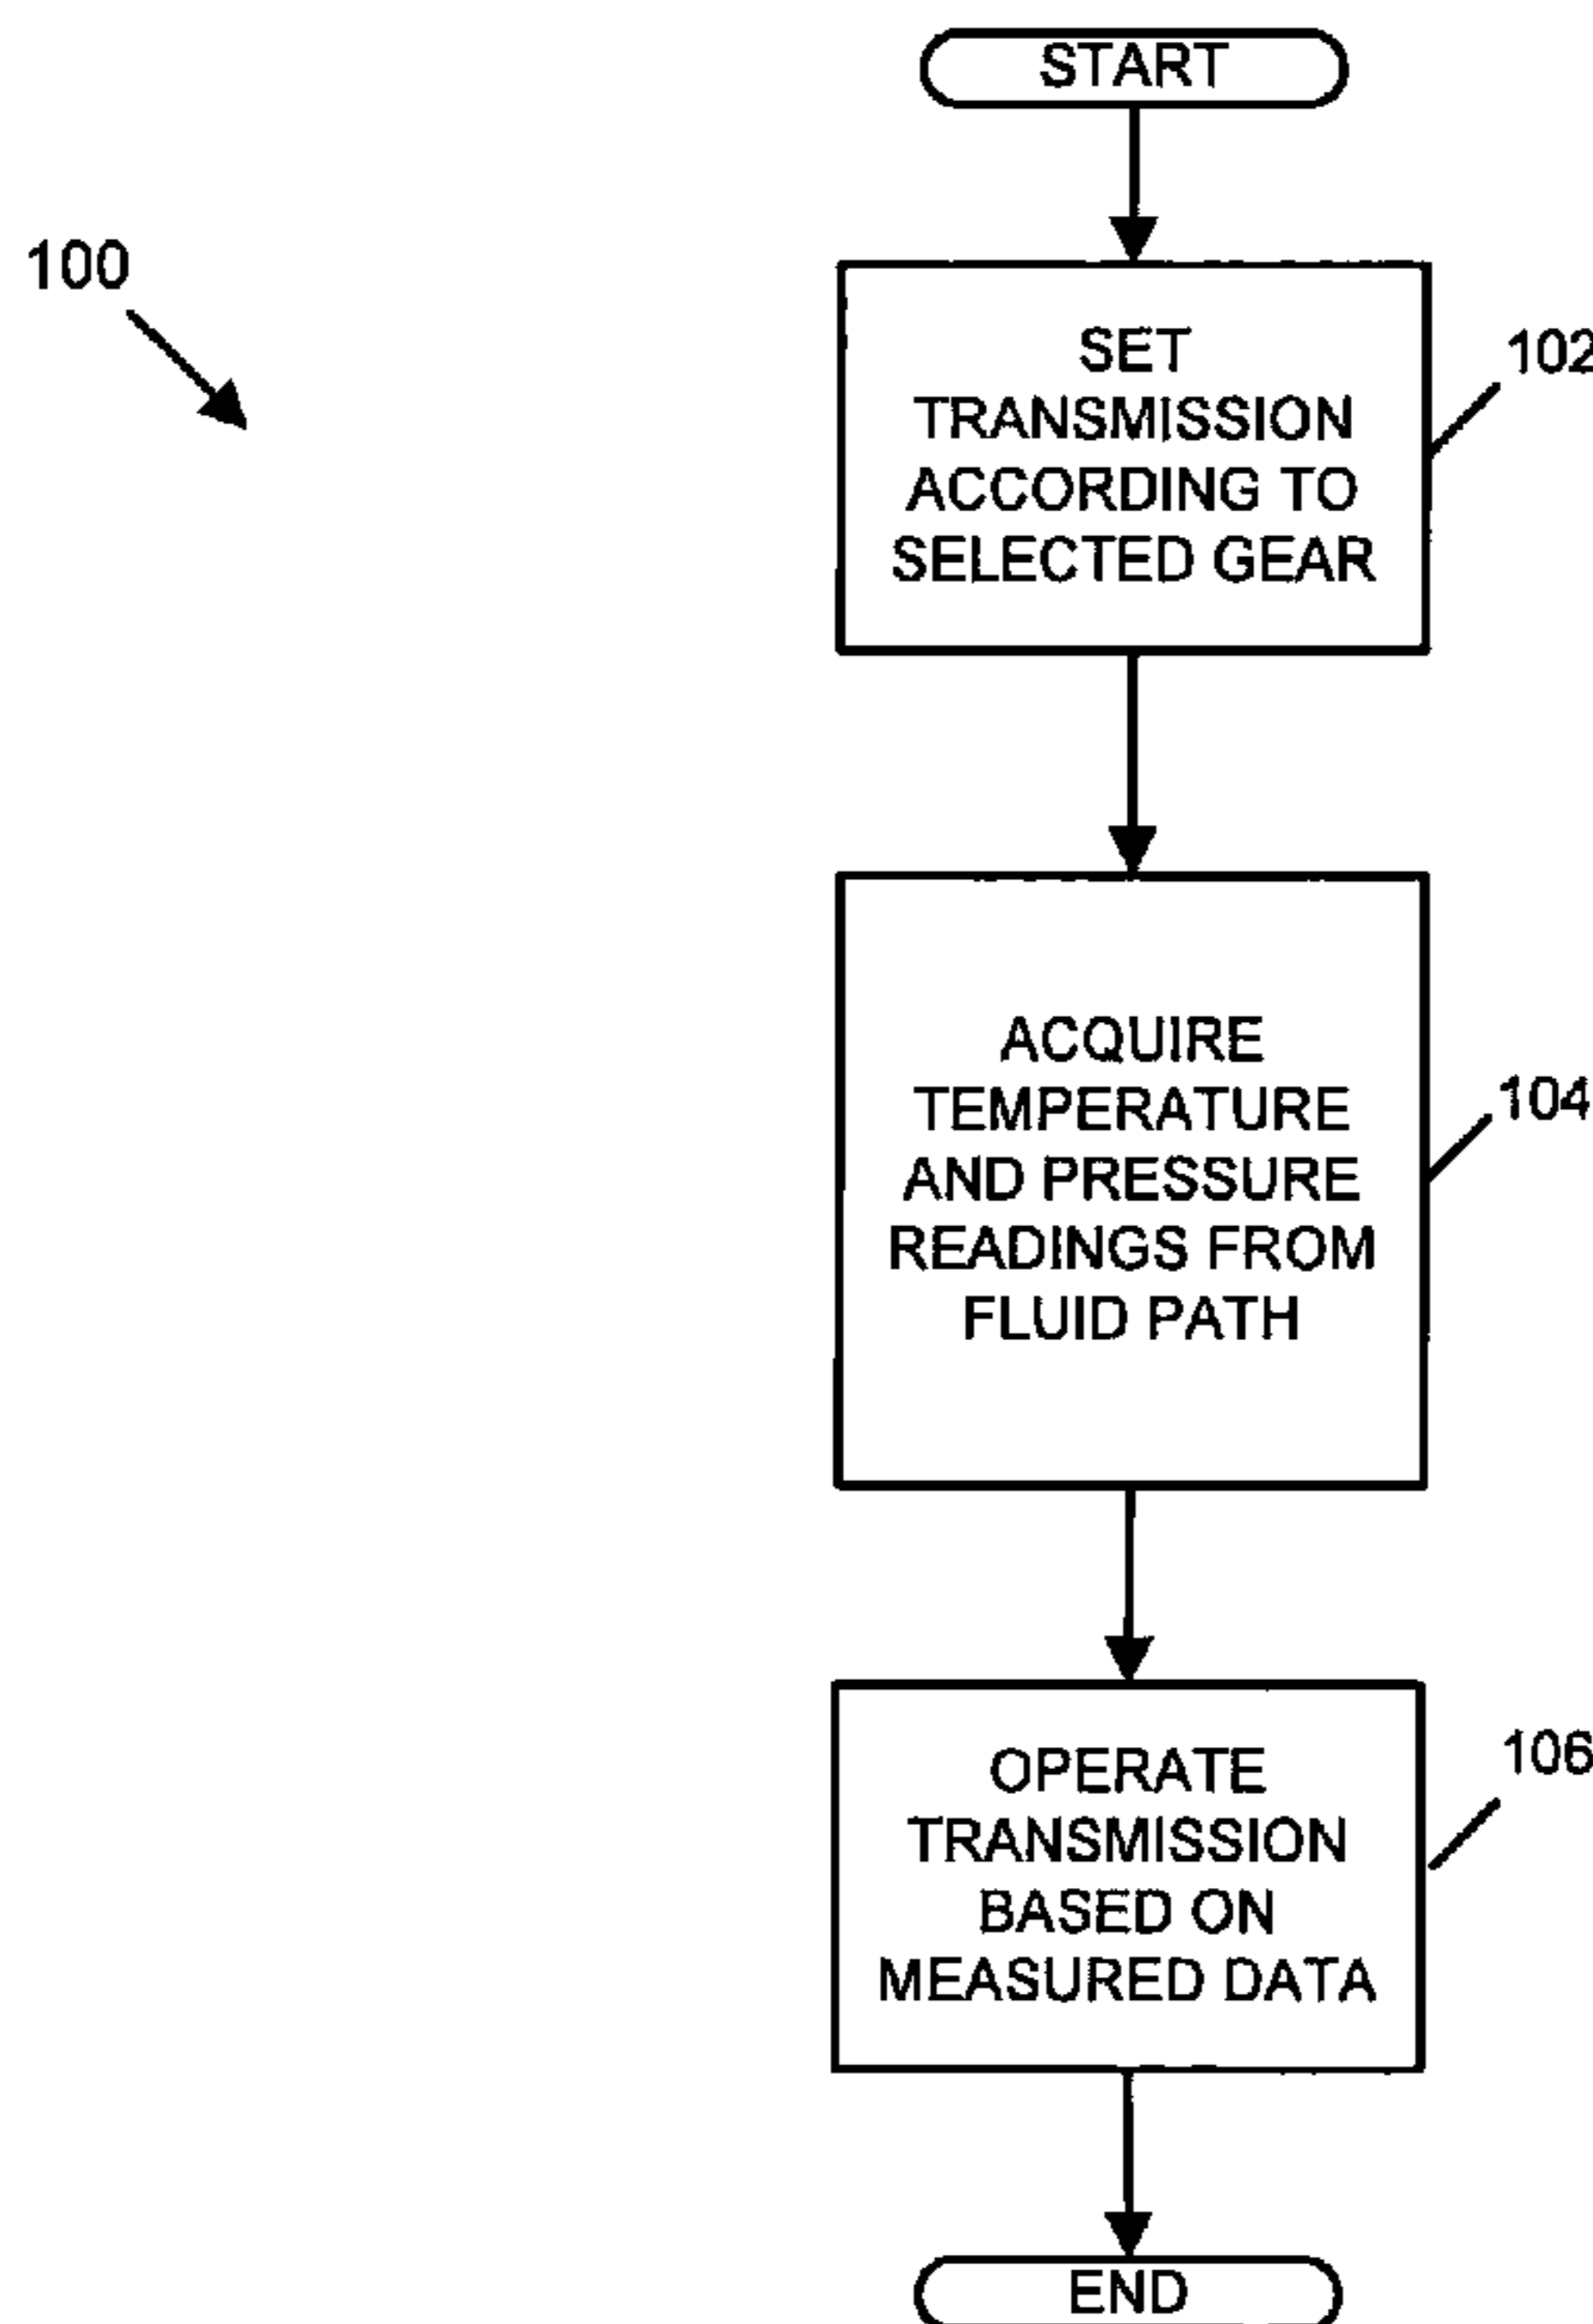 START
100
SET
102
TRANSMISSION
ACCORDING TO
SELECTED GEAR
ACQUIRE
TEMPERATURE
104
AND PRESSURE
READINGS FROM
FLUID PATH
OPERATE
106
TRANSMISSION
BASED ON
MEASURED DATA
END